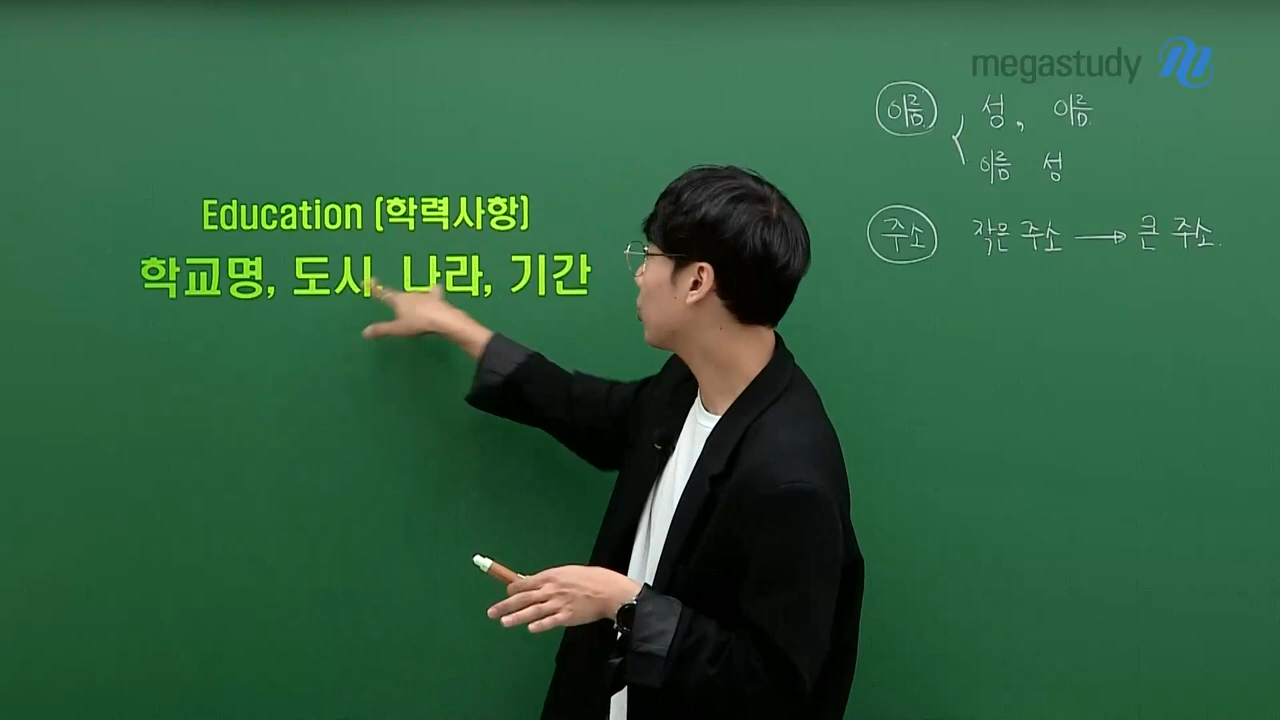 megastudy
이름 성, 이름
이름 성
주소 작은 주소 → 큰 주소.
Education (학력사항)
학교명, 도시, 나라, 기간